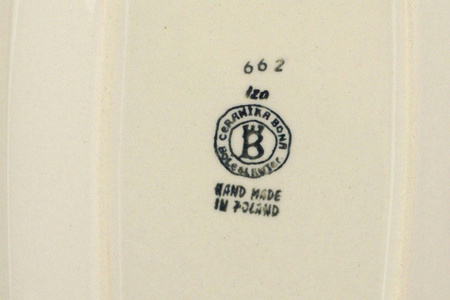 662
Iza
CERAMIKA BONA
B
BOLESŁAWIEC
HAND MADE
IN POLAND